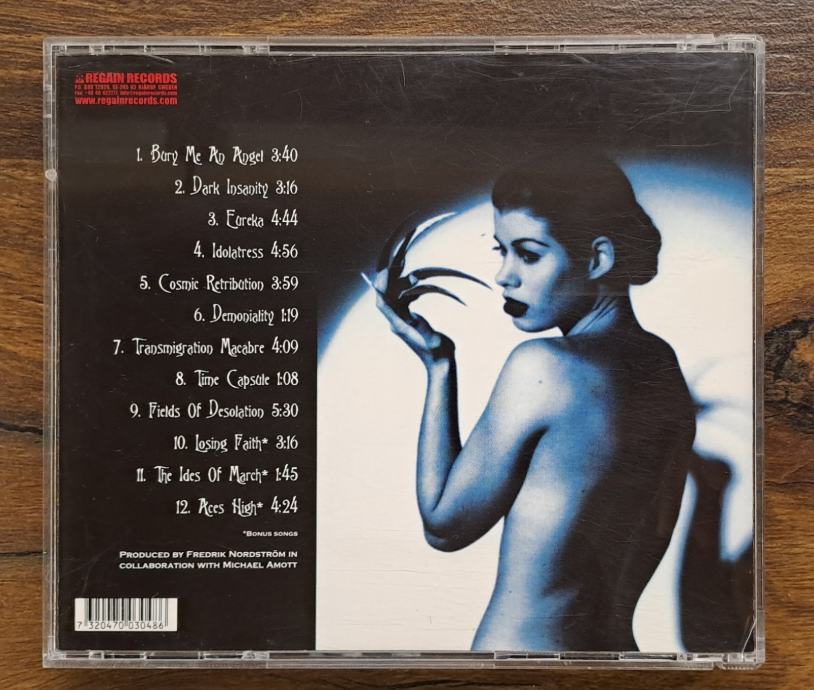 REGAIN RECORDS
www.regainrecords.com
1. Bury Me An Angel 3:40
2. Dark Insanity 3:16
3. Eureka 4:44
4. Idolatress 4:56
5. Cosmic Retribution 3:59
6. Demoniality 1:19
7. Transmigration Macabre 4:09
8. Time Capsule 1:08
9. Fields Of Desolation 5:30
10. Losing Faith* 3:16
11. The Ides Of March* 1:45
12. Aces High* 4:24
*Bonus songs
Produced by Fredrik Nordström in
collaboration with Michael Amott
7 320470 030486